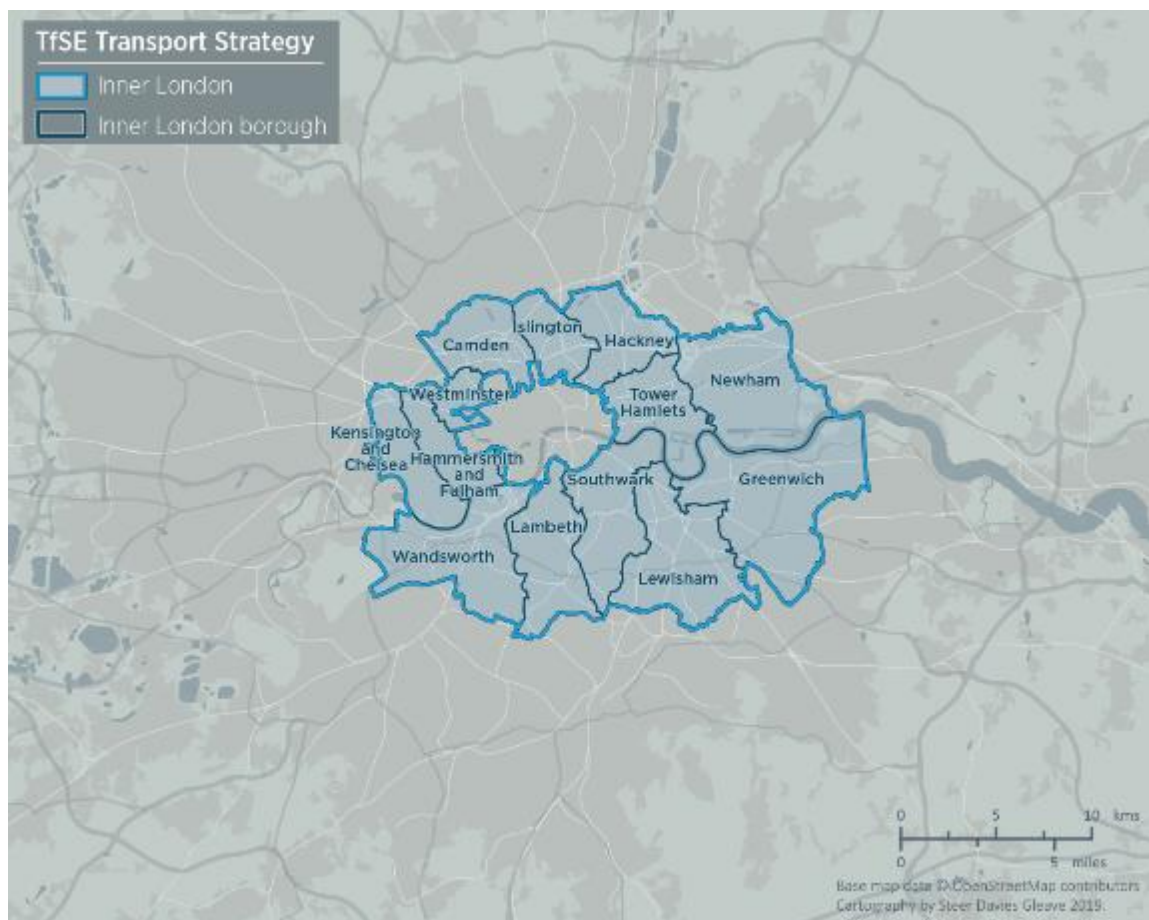 TfSE Transport Strategy
Inner London
Inner London borough
Islington
Camden
Hackney
Newham
Westminster
Tower
Hamlets
Kensington
and
Chelsea
Hammersmith
and
Fulham
Southwark
Greenwich
Lambeth
Wandsworth
Lewisham
0 5 10 kms
0 5 miles
Base map data © OpenStreetMap contributors
Cartography by Steer Davies Gleave 2019.